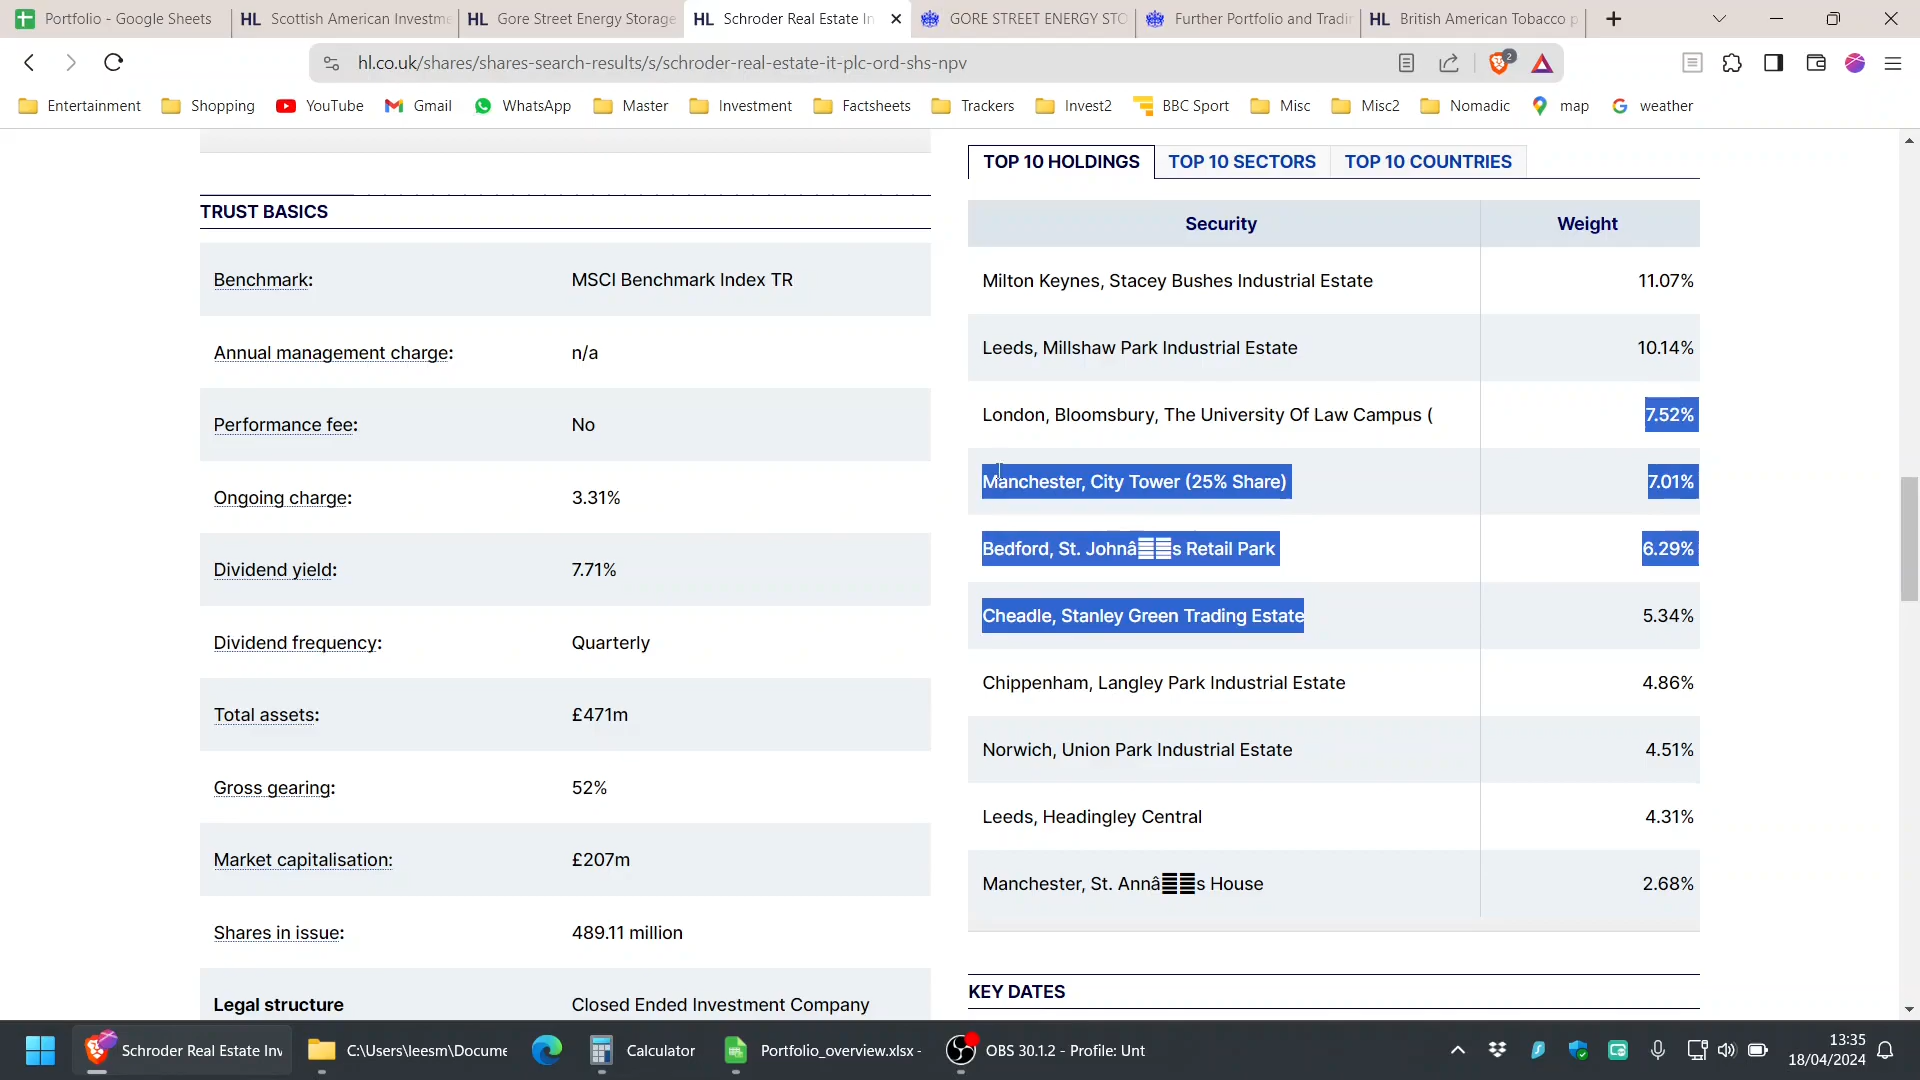 Portfolio - Google Sheets
HL Scottish American Investme
HL Gore Street Energy Storage
HL Schroder Real Estate In
GORE STREET ENERGY STO
Further Portfolio and Tradin
HL British American Tobacco p
hl.co.uk/shares/shares-search-results/s/schroder-real-estate-it-plc-ord-shs-npv
2
Entertainment
Shopping
YouTube
Gmail
WhatsApp
Master
Investment
Factsheets
Trackers
Invest2
BBC Sport
Misc
Misc2
Nomadic
map
weather
TRUST BASICS
Benchmark: MSCI Benchmark Index TR
Annual management charge: n/a
Performance fee: No
Ongoing charge: 3.31%
Dividend yield: 7.71%
Dividend frequency: Quarterly
Total assets: £471m
Gross gearing: 52%
Market capitalisation: £207m
Shares in issue: 489.11 million
Legal structure Closed Ended Investment Company
TOP 10 HOLDINGS TOP 10 SECTORS TOP 10 COUNTRIES
Security Weight
Milton Keynes, Stacey Bushes Industrial Estate 11.07%
Leeds, Millshaw Park Industrial Estate 10.14%
London, Bloomsbury, The University Of Law Campus ( 7.52%
Manchester, City Tower (25% Share) 7.01%
Bedford, St. Johnâs Retail Park 6.29%
Cheadle, Stanley Green Trading Estate 5.34%
Chippenham, Langley Park Industrial Estate 4.86%
Norwich, Union Park Industrial Estate 4.51%
Leeds, Headingley Central 4.31%
Manchester, St. Annâs House 2.68%
KEY DATES
Schroder Real Estate Inv
C:\Users\leesm\Docume
Calculator
Portfolio_overview.xlsx -
OBS 30.1.2 - Profile: Unt
13:35
18/04/2024